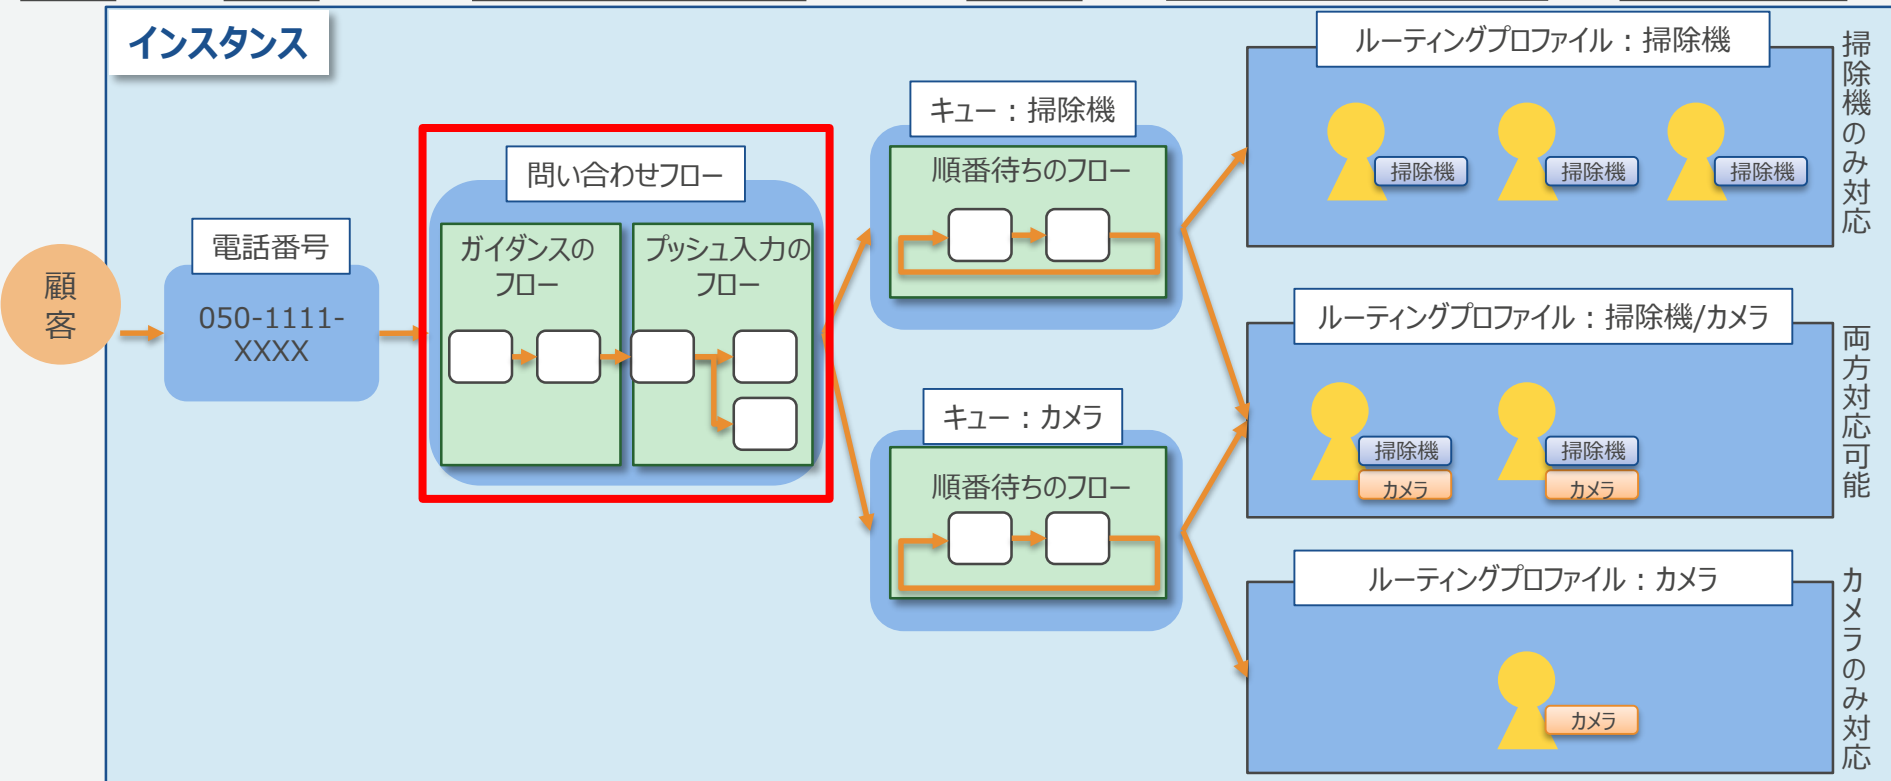 インスタンス
顧
客
電話番号
050-1111-
XXXX
問い合わせフロー
ガイダンスの
フロー
プッシュ入力の
フロー
キュー：掃除機
順番待ちのフロー
キュー：カメラ
順番待ちのフロー
ルーティングプロファイル：掃除機
掃除機
掃除機
掃除機
掃除機のみ対応
ルーティングプロファイル：掃除機/カメラ
掃除機
カメラ
掃除機
カメラ
両方対応可能
ルーティングプロファイル：カメラ
カメラ
カメラのみ対応